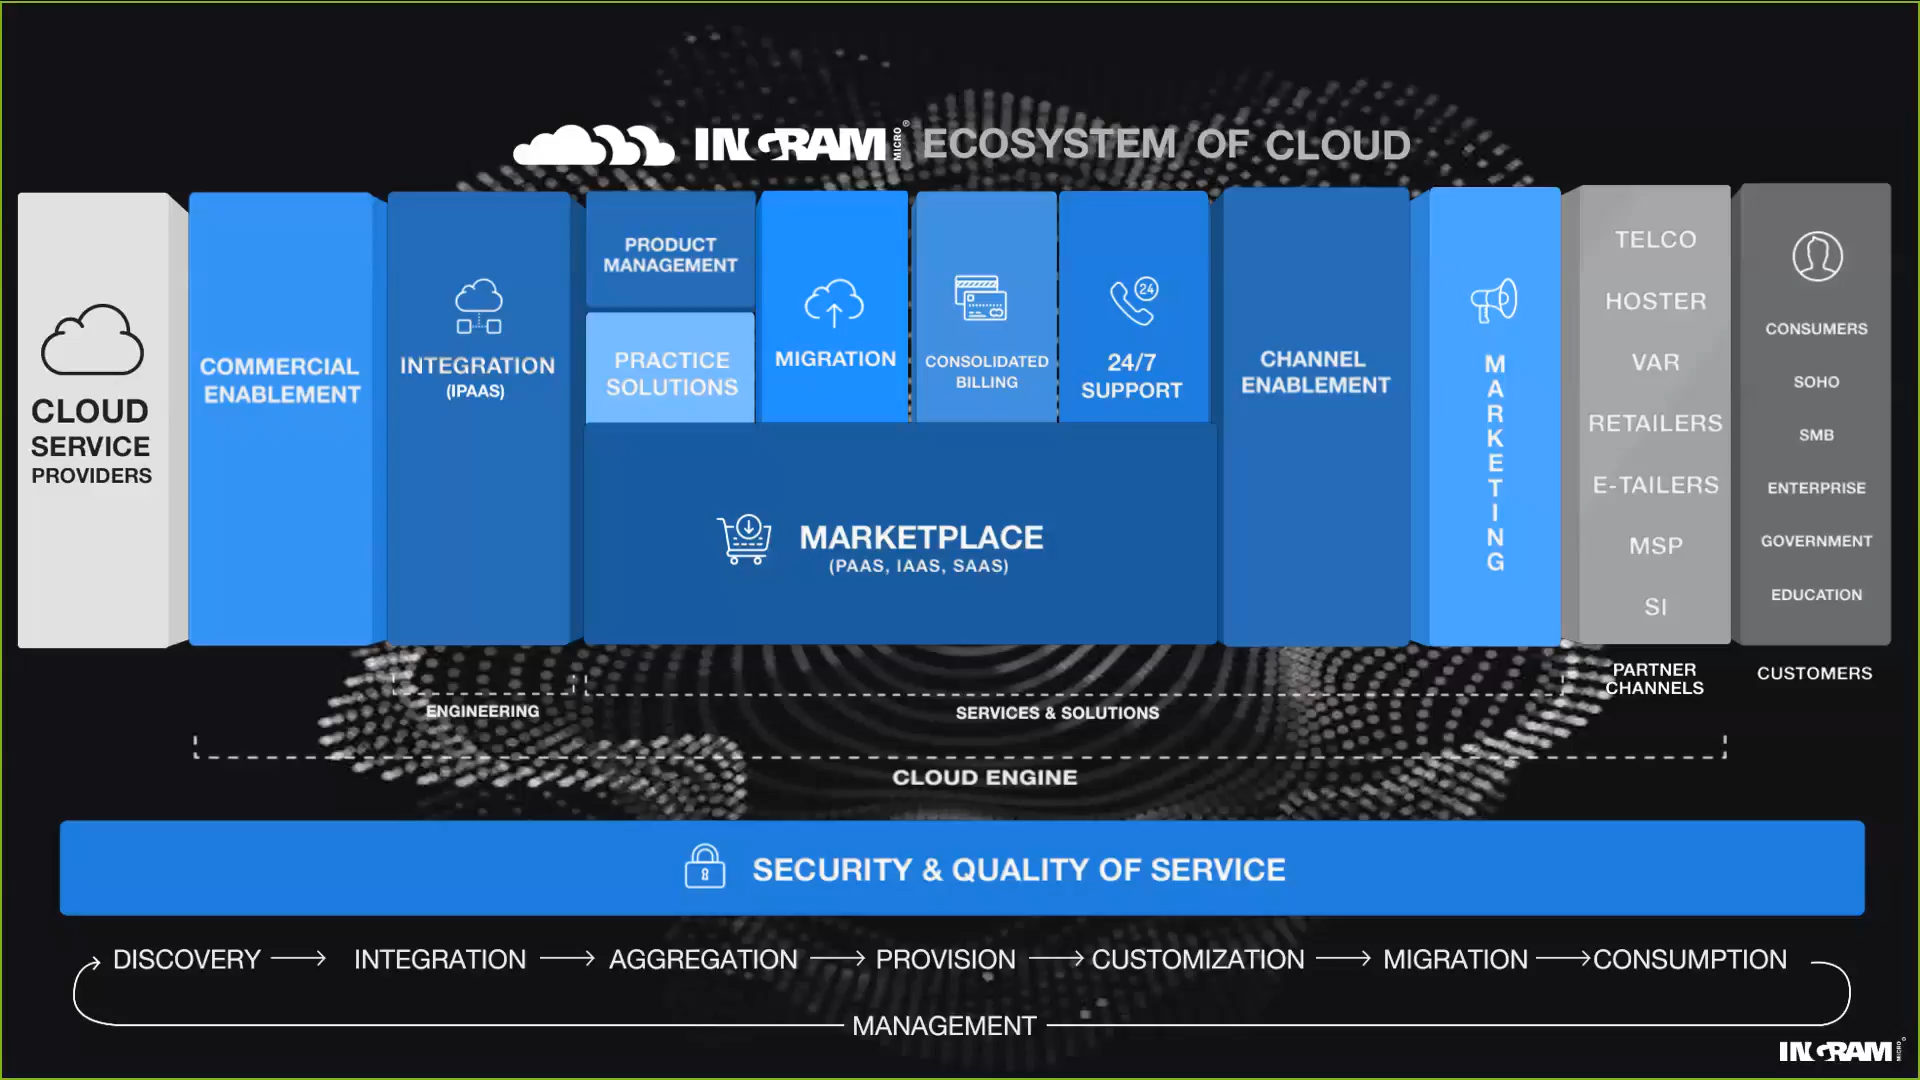 INGRAM MICRO® ECOSYSTEM OF CLOUD
CLOUD
SERVICE
PROVIDERS
COMMERCIAL
ENABLEMENT
INTEGRATION
(IPAAS)
PRODUCT
MANAGEMENT
PRACTICE
SOLUTIONS
MIGRATION
CONSOLIDATED
BILLING
24
24/7
SUPPORT
MARKETPLACE
(PAAS, IAAS, SAAS)
CHANNEL
ENABLEMENT
MARKETING
TELCO
HOSTER
VAR
RETAILERS
E-TAILERS
MSP
SI
PARTNER
CHANNELS
CONSUMERS
SOHO
SMB
ENTERPRISE
GOVERNMENT
EDUCATION
CUSTOMERS
ENGINEERING
SERVICES & SOLUTIONS
CLOUD ENGINE
SECURITY & QUALITY OF SERVICE
DISCOVERY → INTEGRATION → AGGREGATION → PROVISION → CUSTOMIZATION → MIGRATION → CONSUMPTION
MANAGEMENT
INGRAM MICRO®